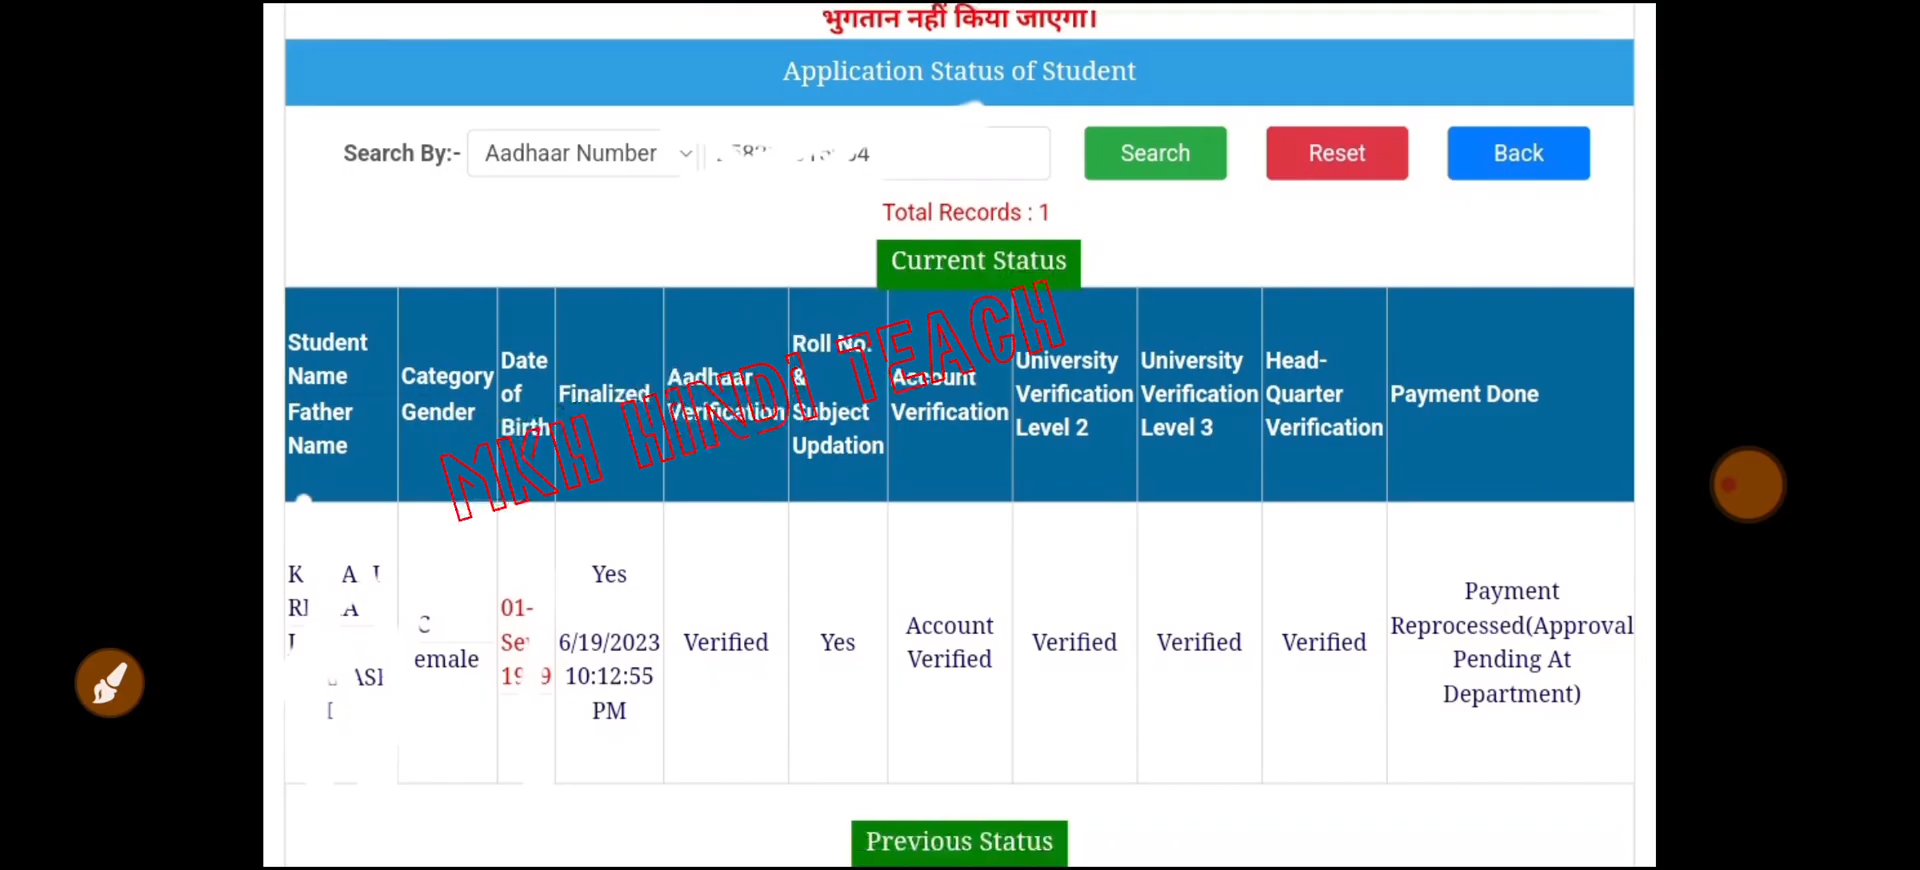 भुगतान नहीं किया जाएगा।
Application Status of Student
Search By:- Aadhaar Number Search Reset Back
Total Records : 1
Current Status
Student Name Father Name
Category Gender
Date of Birth
Finalized
Aadhaar Verification
Roll No. & Subject Updation
Account Verification
University Verification Level 2
University Verification Level 3
Head-Quarter Verification
Payment Done
MKH HINDI TEACH
01-
Yes
6/19/2023
10:12:55
PM
Verified
Yes
Account
Verified
Verified
Verified
Verified
Payment
Reprocessed(Approval
Pending At
Department)
Previous Status